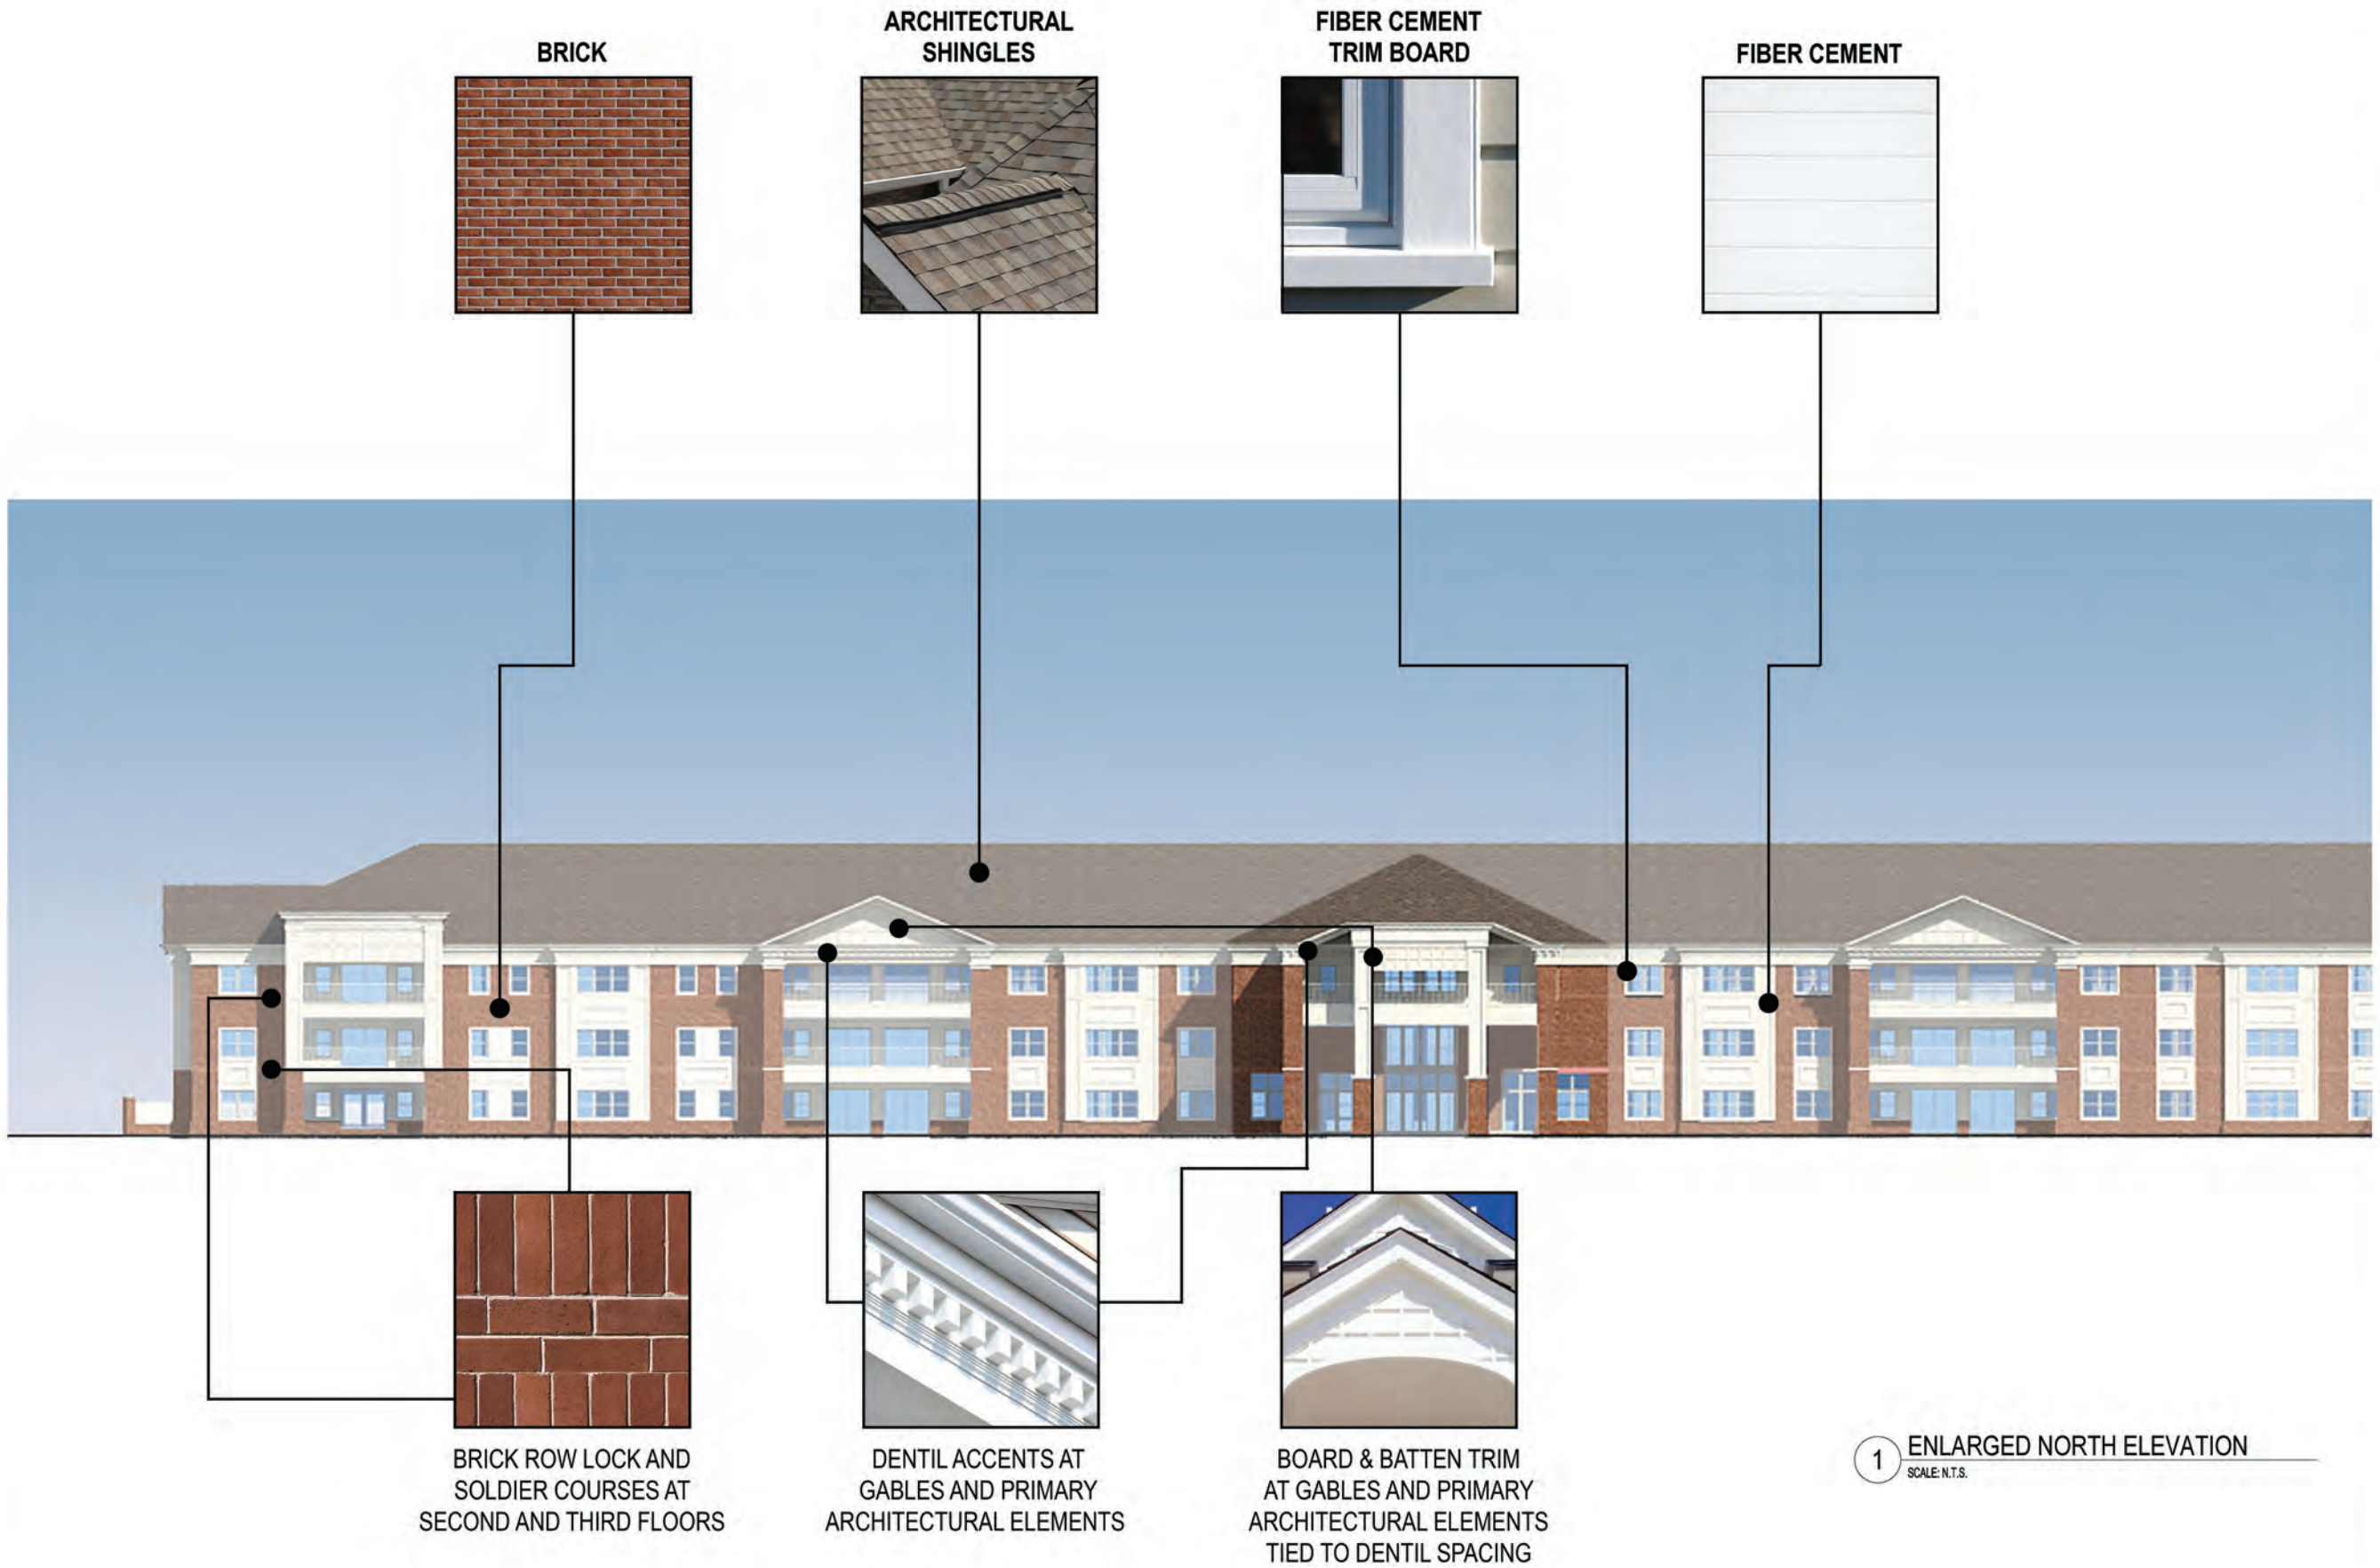 BRICK
ARCHITECTURAL
SHINGLES
FIBER CEMENT
TRIM BOARD
FIBER CEMENT
BRICK ROW LOCK AND
SOLDIER COURSES AT
SECOND AND THIRD FLOORS
DENTIL ACCENTS AT
GABLES AND PRIMARY
ARCHITECTURAL ELEMENTS
BOARD & BATTEN TRIM
AT GABLES AND PRIMARY
ARCHITECTURAL ELEMENTS
TIED TO DENTIL SPACING
1 ENLARGED NORTH ELEVATION
SCALE: N.T.S.